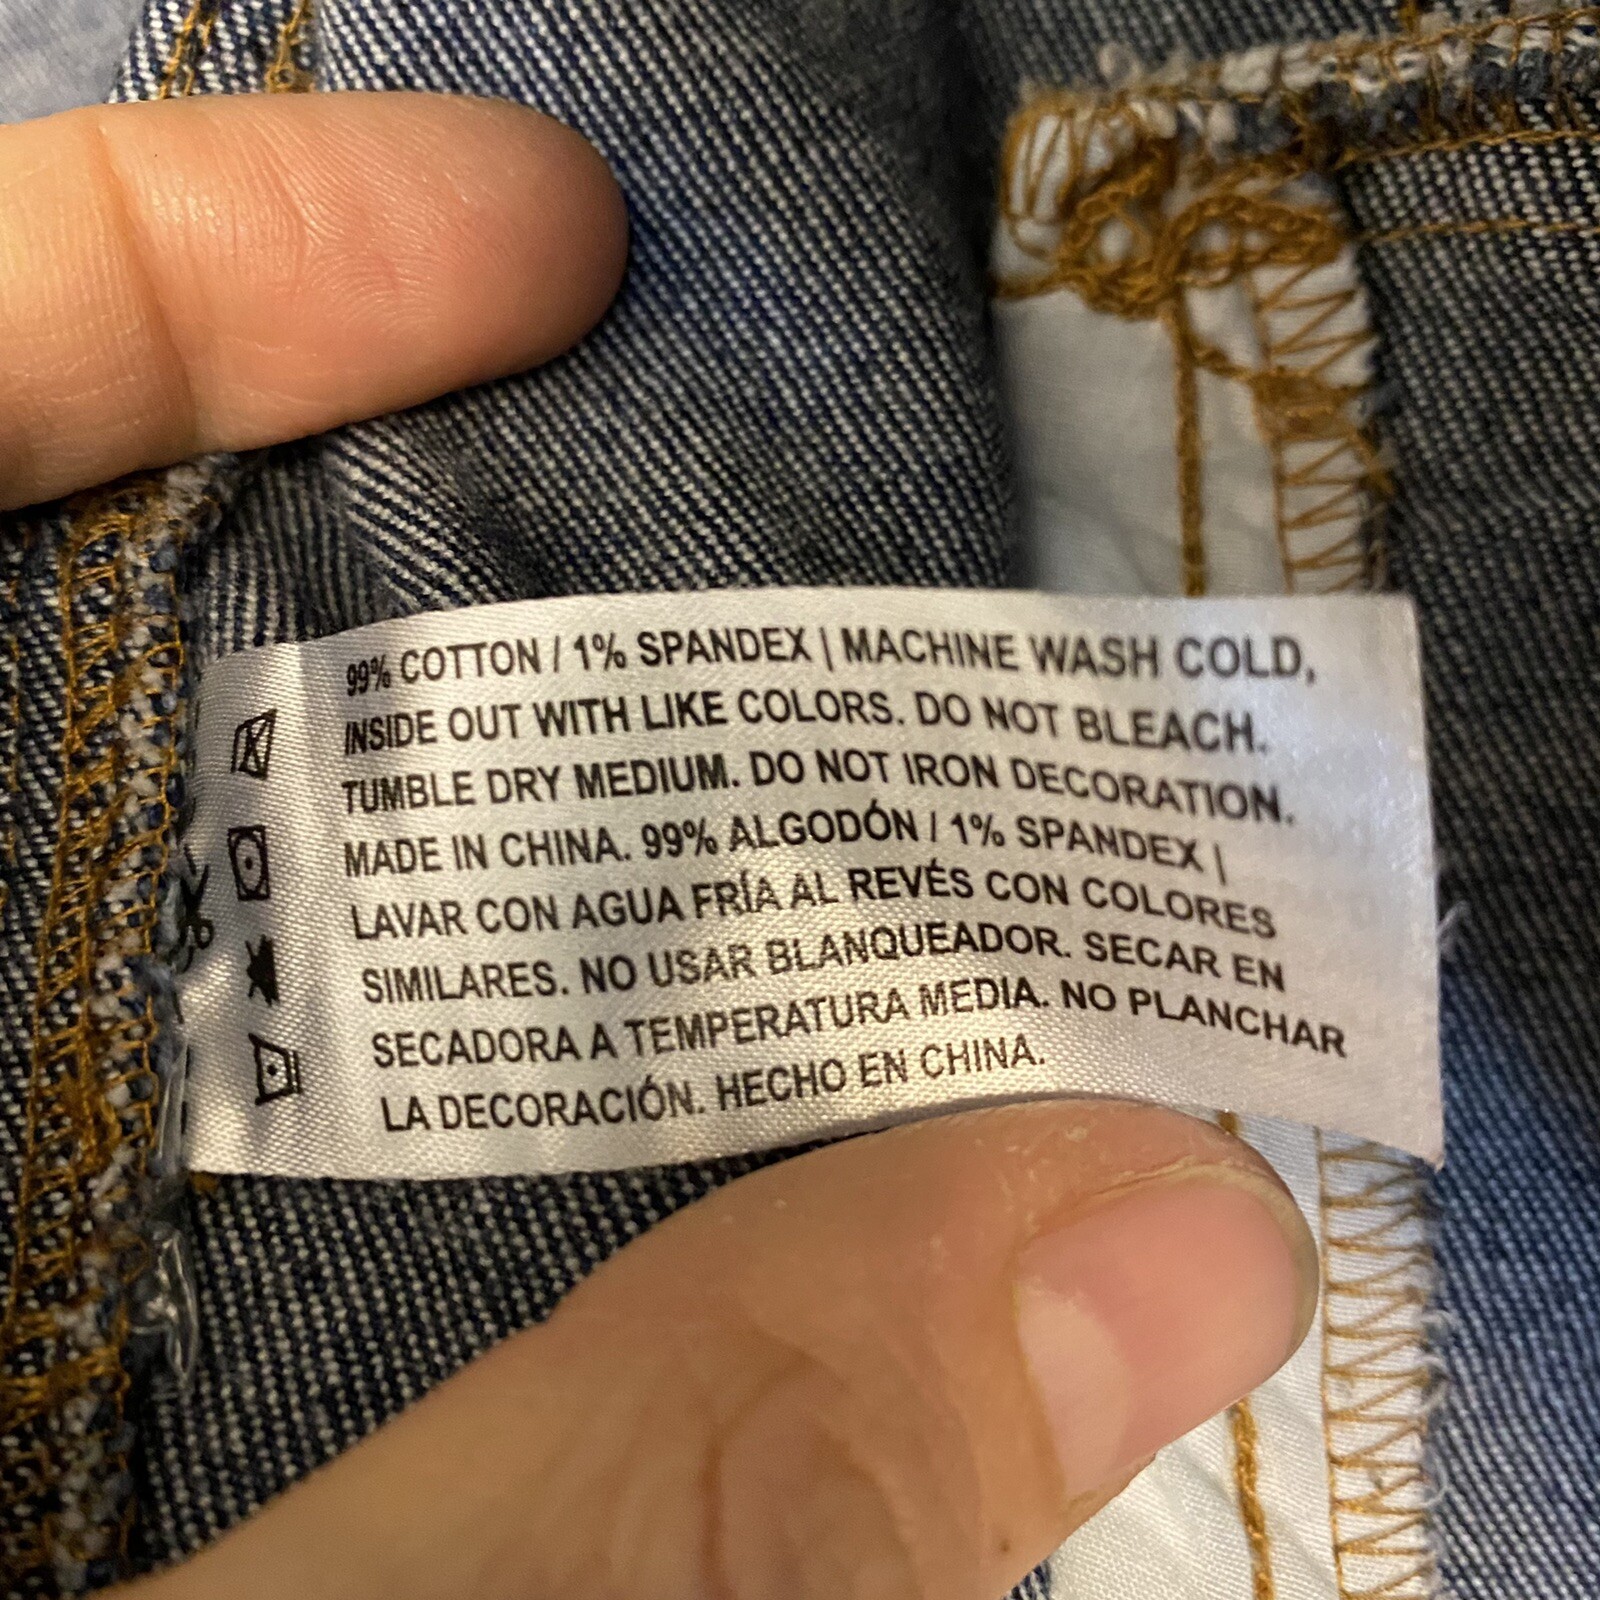 99% COTTON / 1% SPANDEX | MACHINE WASH COLD,
INSIDE OUT WITH LIKE COLORS. DO NOT BLEACH.
TUMBLE DRY MEDIUM. DO NOT IRON DECORATION.
MADE IN CHINA. 99% ALGODÓN / 1% SPANDEX |
LAVAR CON AGUA FRÍA AL REVÉS CON COLORES
SIMILARES. NO USAR BLANQUEADOR. SECAR EN
SECADORA A TEMPERATURA MEDIA. NO PLANCHAR
LA DECORACIÓN. HECHO EN CHINA.